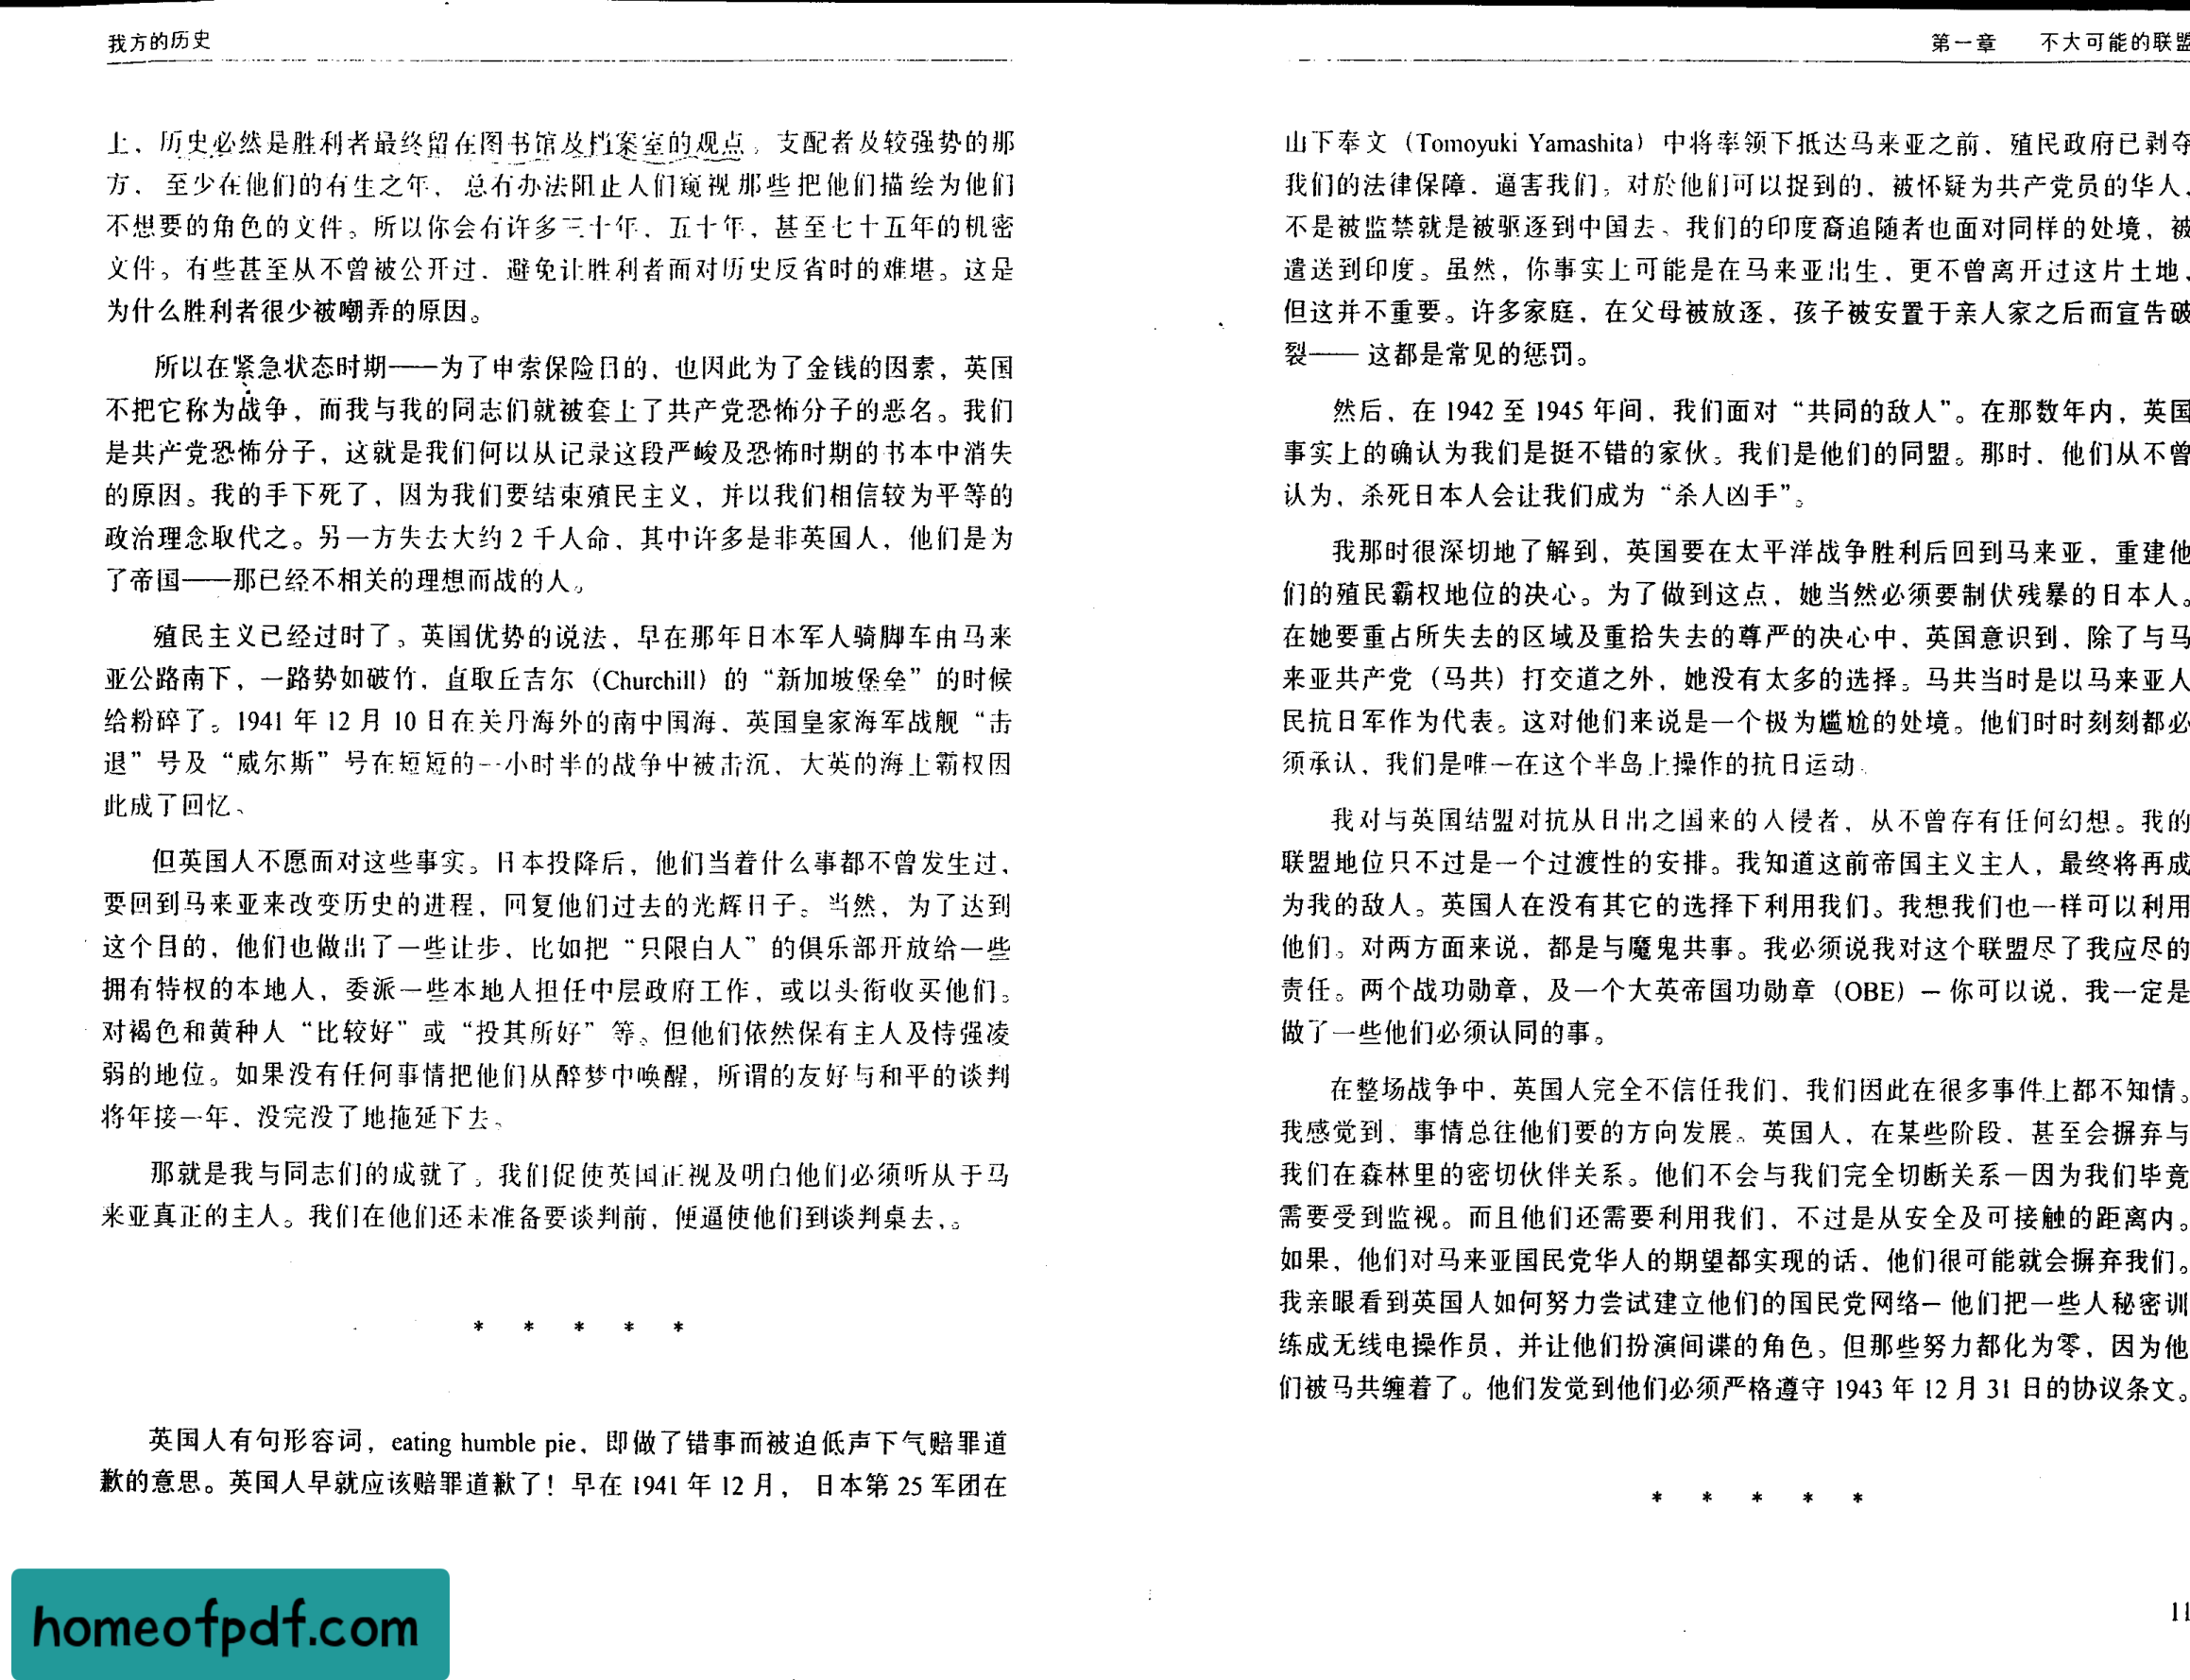 我方的历史
上，历史必然是胜利者最终留在图书馆及档案室的观点。支配者及较强势的那
方，至少在他们的有生之年，总有办法阻止人们窥视那些把他们描绘为他们
不想要的角色的文件。所以你会有许多三十年，五十年，甚至七十五年的机密
文件。有些甚至从不曾被公开过，避免让胜利者面对历史反省时的难堪。这是
为什么胜利者很少被嘲弄的原因。
所以在紧急状态时期——为了申索保险目的，也因此为了金钱的因素，英国
不把它称为战争，而我与我的同志们就被套上了共产党恐怖分子的恶名。我们
是共产党恐怖分子，这就是我们何以从记录这段严峻及恐怖时期的书本中消失
的原因。我的手下死了，因为我们要结束殖民主义，并以我们相信较为平等的
政治理念取代之。另一方失去大约 2 千人命，其中许多是非英国人，他们是为
了帝国——那已经不相关的理想而战的人。
殖民主义已经过时了。英国优势的说法，早在那年日本军人骑脚车由马来
亚公路南下，一路势如破竹，直取丘吉尔（Churchill）的“新加坡堡垒”的时候
给粉碎了。1941 年 12 月 10 日在关丹海外的南中国海，英国皇家海军战舰“击
退”号及“威尔斯”号在短短的一小时半的战争中被击沉，大英的海上霸权因
此成了回忆、
但英国人不愿面对这些事实。日本投降后，他们当着什么事都不曾发生过，
要回到马来亚来改变历史的进程，回复他们过去的光辉日子。当然，为了达到
这个目的，他们也做出了一些让步，比如把“只限白人”的俱乐部开放给一些
拥有特权的本地人，委派一些本地人担任中层政府工作，或以头衔收买他们。
对褐色和黄种人“比较好”或“投其所好”等。但他们依然保有主人及恃强凌
弱的地位。如果没有任何事情把他们从醉梦中唤醒，所谓的友好与和平的谈判
将年接一年，没完没了地拖延下去。
那就是我与同志们的成就了。我们促使英国正视及明白他们必须听从于马
来亚真正的主人。我们在他们还未准备要谈判前，便逼使他们到谈判桌去，。
* * * * *
英国人有句形容词，eating humble pie，即做了错事而被迫低声下气赔罪道
歉的意思。英国人早就应该赔罪道歉了！早在 1941 年 12 月， 日本第 25 军团在
homeofpdf.com
第一章 不大可能的联盟
山下奉文（Tomoyuki Yamashita）中将率领下抵达马来亚之前，殖民政府已剥夺
我们的法律保障，逼害我们。对於他们可以捉到的，被怀疑为共产党员的华人，
不是被监禁就是被驱逐到中国去、我们的印度裔追随者也面对同样的处境，被
遣送到印度。虽然，你事实上可能是在马来亚出生，更不曾离开过这片土地，
但这并不重要。许多家庭，在父母被放逐，孩子被安置于亲人家之后而宣告破
裂—— 这都是常见的惩罚。
然后，在 1942 至 1945 年间，我们面对“共同的敌人”。在那数年内，英国
事实上的确认为我们是挺不错的家伙。我们是他们的同盟。那时，他们从不曾
认为，杀死日本人会让我们成为“杀人凶手”。
我那时很深切地了解到，英国要在太平洋战争胜利后回到马来亚，重建他
们的殖民霸权地位的决心。为了做到这点，她当然必须要制伏残暴的日本人。
在她要重占所失去的区域及重拾失去的尊严的决心中，英国意识到，除了与马
来亚共产党（马共）打交道之外，她没有太多的选择。马共当时是以马来亚人
民抗日军作为代表。这对他们来说是一个极为尴尬的处境。他们时时刻刻都必
须承认，我们是唯一在这个半岛上操作的抗日运动。
我对与英国结盟对抗从日出之国来的人侵者，从不曾存有任何幻想。我的
联盟地位只不过是一个过渡性的安排。我知道这前帝国主义主人，最终将再成
为我的敌人。英国人在没有其它的选择下利用我们。我想我们也一样可以利用
他们。对两方面来说，都是与魔鬼共事。我必须说我对这个联盟尽了我应尽的
责任。两个战功勋章，及一个大英帝国功勋章（OBE）— 你可以说，我一定是
做了一些他们必须认同的事。
在整场战争中，英国人完全不信任我们，我们因此在很多事件上都不知情。
我感觉到，事情总往他们要的方向发展。英国人，在某些阶段，甚至会摒弃与
我们在森林里的密切伙伴关系。他们不会与我们完全切断关系—因为我们毕竟
需要受到监视。而且他们还需要利用我们，不过是从安全及可接触的距离内。
如果，他们对马来亚国民党华人的期望都实现的话，他们很可能就会摒弃我们。
我亲眼看到英国人如何努力尝试建立他们的国民党网络— 他们把一些人秘密训
练成无线电操作员，并让他们扮演间谍的角色。但那些努力都化为零，因为他
们被马共缠着了。他们发觉到他们必须严格遵守 1943 年 12 月 31 日的协议条文。
* * * * *
11